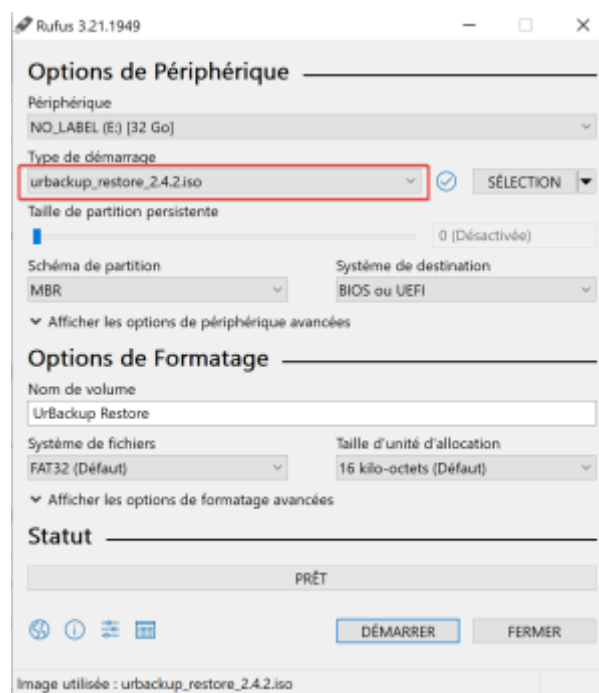 Rufus 3.21.1949
Options de Périphérique
Périphérique
NO_LABEL (E:) [32 Go]
Type de démarrage
urbackup_restore_2.4.2.iso
SÉLECTION
Taille de partition persistente
0 (Désactivée)
Schéma de partition Système de destination
MBR BIOS ou UEFI
Afficher les options de périphérique avancées
Options de Formatage
Nom de volume
UrBackup Restore
Système de fichiers Taille d'unité d'allocation
FAT32 (Défaut) 16 kilo-octets (Défaut)
Afficher les options de formatage avancées
Statut
PRÊT
DÉMARRER FERMER
Image utilisée : urbackup_restore_2.4.2.iso